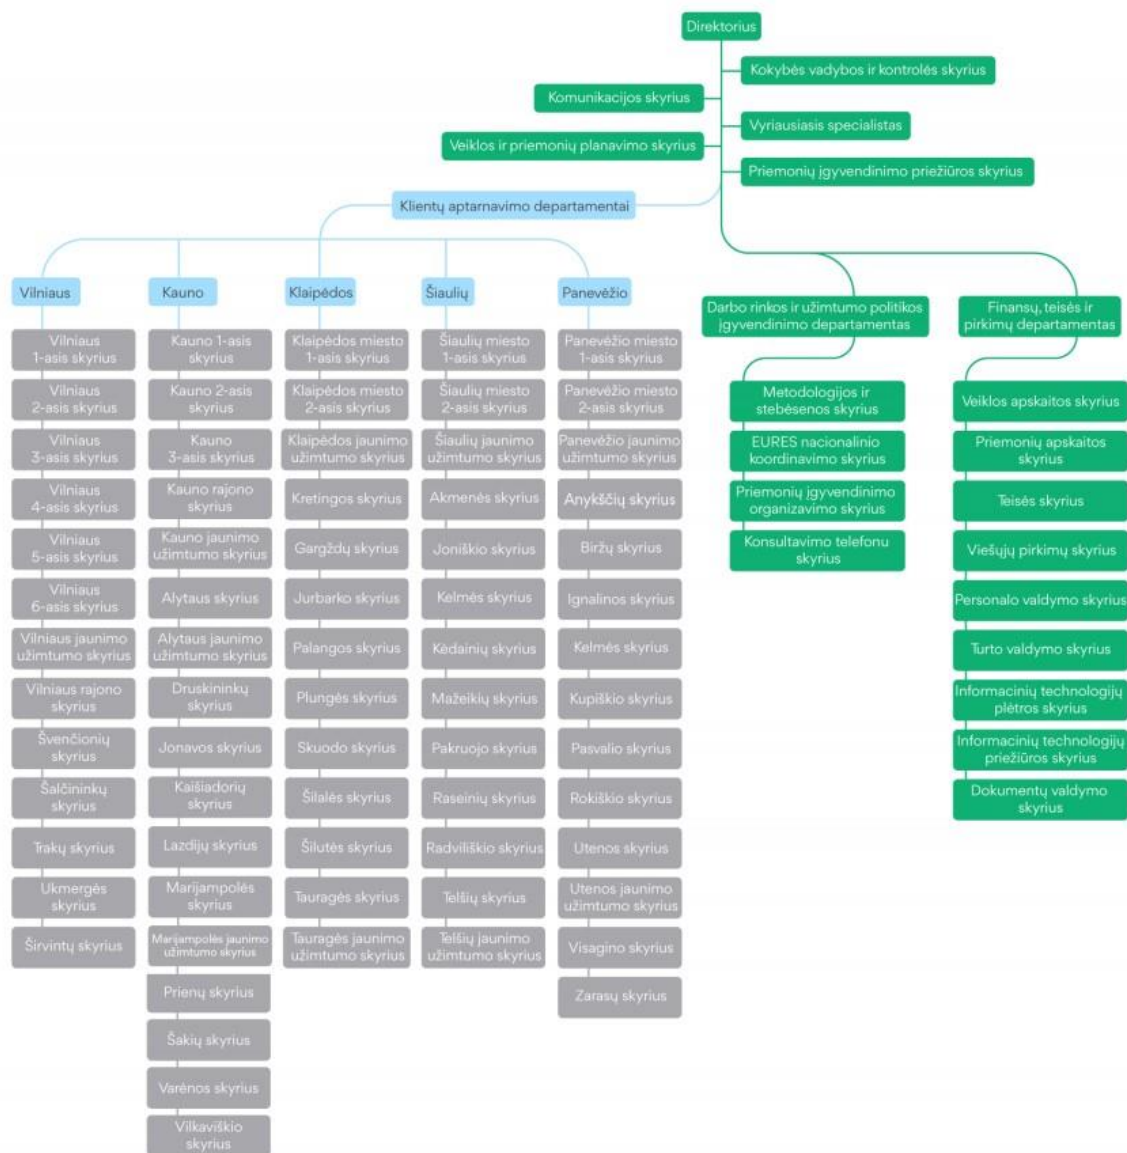 Direktorius
Kokybės vadybos ir kontrolės skyrius
Komunikacijos skyrius
Vyriausiasis specialistas
Veiklos ir priemonių planavimo skyrius
Priemonių įgyvendinimo priežiūros skyrius
Klientų aptarnavimo departamentai
Vilniaus
Vilniaus
1-asis skyrius
Vilniaus
2-asis skyrius
Vilniaus
3-asis skyrius
Vilniaus
4-asis skyrius
Vilniaus
5-asis skyrius
Vilniaus
6-asis skyrius
Vilniaus jaunimo
užimtumo skyrius
Vilniaus rajono
skyrius
Švenčionių
skyrius
Šalčininkų
skyrius
Trakų skyrius
Ukmergės
skyrius
Širvintų skyrius
Kauno
Kauno 1-asis
skyrius
Kauno 2-asis
skyrius
Kauno
3-asis skyrius
Kauno rajono
skyrius
Kauno jaunimo
užimtumo skyrius
Alytaus skyrius
Alytaus jaunimo
užimtumo skyrius
Druskininkų
skyrius
Jonavos skyrius
Kaišiadorių
skyrius
Lazdijų skyrius
Marijampolės
skyrius
Marijampolės jaunimo
užimtumo skyrius
Prienų skyrius
Šakių skyrius
Varėnos skyrius
Vilkaviškio
skyrius
Klaipėdos
Klaipėdos miesto
1-asis skyrius
Klaipėdos miesto
2-asis skyrius
Klaipėdos jaunimo
užimtumo skyrius
Kretingos skyrius
Gargždų skyrius
Jurbarko skyrius
Palangos skyrius
Plungės skyrius
Skuodo skyrius
Šilalės skyrius
Šilutės skyrius
Tauragės skyrius
Tauragės jaunimo
užimtumo skyrius
Šiaulių
Šiaulių miesto
1-asis skyrius
Šiaulių miesto
2-asis skyrius
Šiaulių jaunimo
užimtumo skyrius
Akmenės skyrius
Joniškio skyrius
Kelmės skyrius
Kėdainių skyrius
Mažeikių skyrius
Pakruojo skyrius
Raseinių skyrius
Radviliškio skyrius
Telšių skyrius
Telšių jaunimo
užimtumo skyrius
Panevėžio
Panevėžio miesto
1-asis skyrius
Panevėžio miesto
2-asis skyrius
Panevėžio jaunimo
užimtumo skyrius
Anykščių skyrius
Biržų skyrius
Ignalinos skyrius
Kelmės skyrius
Kupiškio skyrius
Pasvalio skyrius
Rokiškio skyrius
Utenos skyrius
Utenos jaunimo
užimtumo skyrius
Visagino skyrius
Zarasų skyrius
Darbo rinkos ir užimtumo politikos
įgyvendinimo departamentas
Metodologijos ir
stebėsenos skyrius
EURES nacionalinio
koordinavimo skyrius
Priemonių įgyvendinimo
organizavimo skyrius
Konsultavimo telefonu
skyrius
Finansų, teisės ir
pirkimų departamentas
Veiklos apskaitos skyrius
Priemonių apskaitos
skyrius
Teisės skyrius
Viešųjų pirkimų skyrius
Personalo valdymo skyrius
Turto valdymo skyrius
Informacinių technologijų
plėtros skyrius
Informacinių technologijų
priežiūros skyrius
Dokumentų valdymo
skyrius